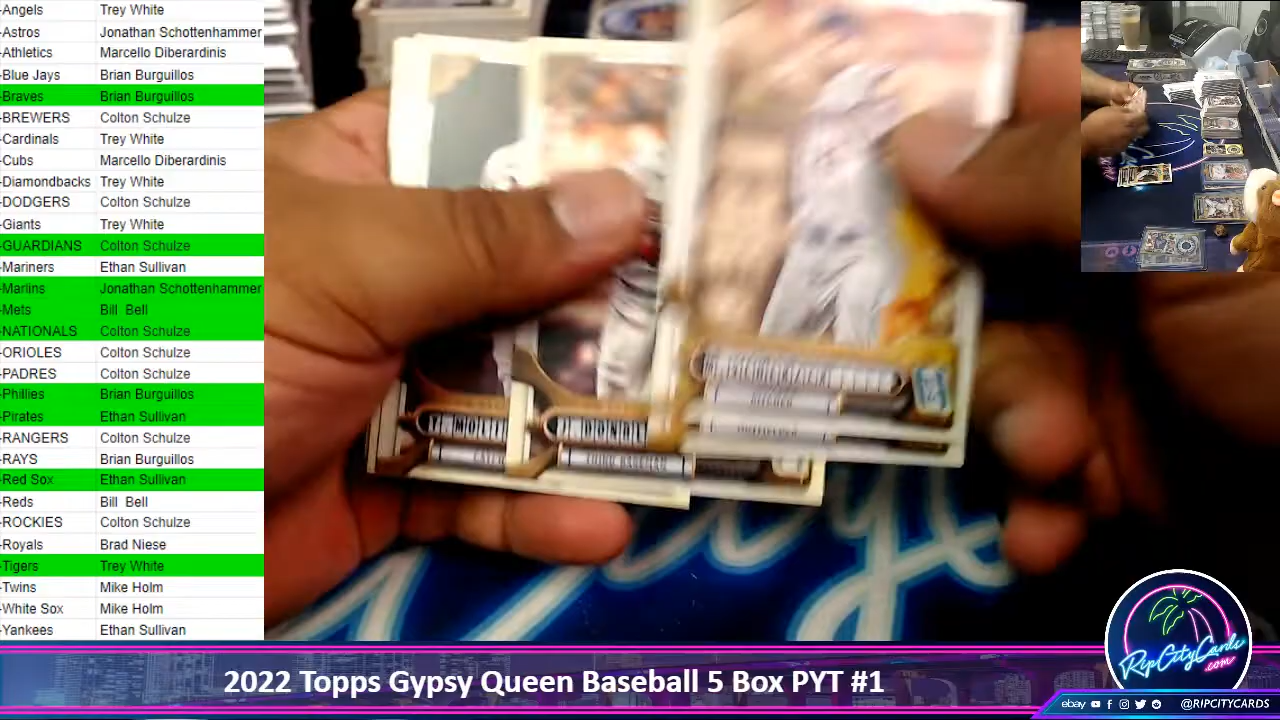 -Angels Trey White
-Astros Jonathan Schottenhammer
-Athletics Marcello Diberardinis
-Blue Jays Brian Burguillos
-Braves Brian Burguillos
-BREWERS Colton Schulze
-Cardinals Trey White
-Cubs Marcello Diberardinis
-Diamondbacks Trey White
-DODGERS Colton Schulze
-Giants Trey White
-GUARDIANS Colton Schulze
-Mariners Ethan Sullivan
-Marlins Jonathan Schottenhammer
-Mets Bill Bell
-NATIONALS Colton Schulze
-ORIOLES Colton Schulze
-PADRES Colton Schulze
-Phillies Brian Burguillos
-Pirates Ethan Sullivan
-RANGERS Colton Schulze
-RAYS Brian Burguillos
-Red Sox Ethan Sullivan
-Reds Bill Bell
-ROCKIES Colton Schulze
-Royals Brad Niese
-Tigers Trey White
-Twins Mike Holm
-White Sox Mike Holm
-Yankees Ethan Sullivan
THIRD BASEMAN
RipCityCards
.com
2022 Topps Gypsy Queen Baseball 5 Box PYT #1
ebay @RIPCITYCARDS